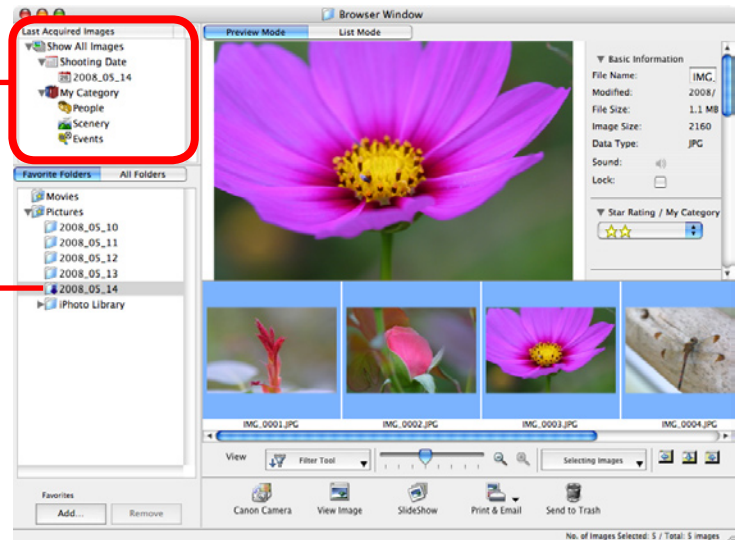 Browser Window
Last Acquired Images
Show All Images
Shooting Date
2008_05_14
My Category
People
Scenery
Events
Favorite Folders
All Folders
Movies
Pictures
2008_05_10
2008_05_11
2008_05_12
2008_05_13
2008_05_14
iPhoto Library
Favorites
Add...
Remove
Preview Mode
List Mode
Basic Information
File Name: IMG_
Modified: 2008/
File Size: 1.1 MB
Image Size: 2160
Data Type: JPG
Sound:
Lock:
Star Rating / My Category
IMG_0001.JPG
IMG_0002.JPG
IMG_0003.JPG
IMG_0004.JPG
View
Filter Tool
Selecting Images
Canon Camera
View Image
SlideShow
Print & Email
Send to Trash
No. of Images Selected: 5 / Total: 5 images